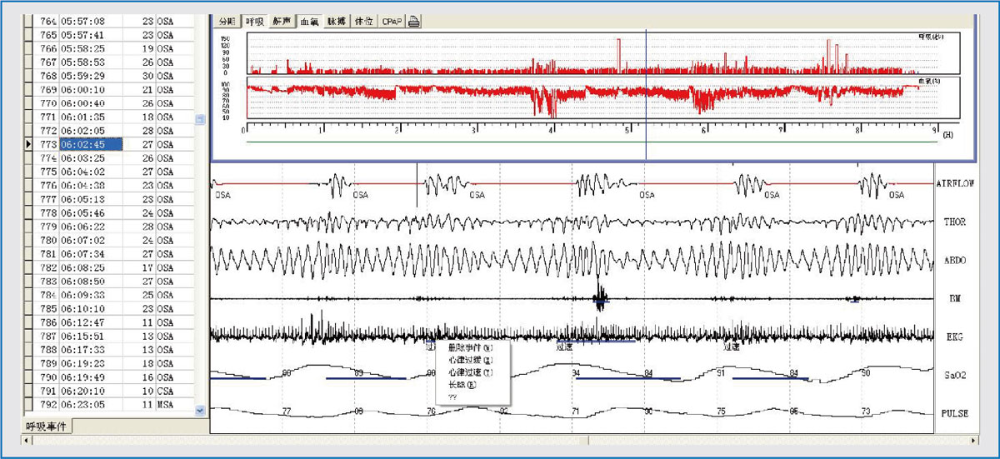 764 05:57:08 23 OSA
765 05:57:41 23 OSA
766 05:58:25 19 OSA
767 05:58:53 26 OSA
768 05:59:29 30 OSA
769 06:00:10 21 OSA
770 06:00:40 26 OSA
771 06:01:35 18 OSA
772 06:02:05 28 OSA
773 06:02:45 27 OSA
774 06:03:25 26 OSA
775 06:04:02 27 OSA
776 06:04:38 23 OSA
777 06:05:13 23 OSA
778 06:05:46 24 OSA
779 06:06:22 28 OSA
780 06:07:02 24 OSA
781 06:07:34 27 OSA
782 06:08:25 17 OSA
783 06:08:50 27 OSA
784 06:09:33 25 OSA
785 06:10:10 23 OSA
786 06:12:47 11 OSA
787 06:15:51 13 OSA
788 06:17:33 13 OSA
789 06:19:23 18 OSA
790 06:19:49 16 OSA
791 06:20:10 10 CSA
792 06:23:05 11 MSA
呼吸事件
分期 呼吸 鼾声 血氧 脉搏 体位 CPAP
150
120
90
60
30
0
呼吸(秒)
100
90
80
70
60
50
40
血氧(%)
0 1 2 3 4 5 6 7 8 9 (H)
AIRFLOW
OSA OSA OSA OSA OSA OSA
THOR
ABDO
BM
EKG
过速 过速
删除事件(W)
心律过缓(Q)
心律过速(T)
长RR(R)
??
94 84 91 84 90
SaO2
77 71 90 75 73
PULSE